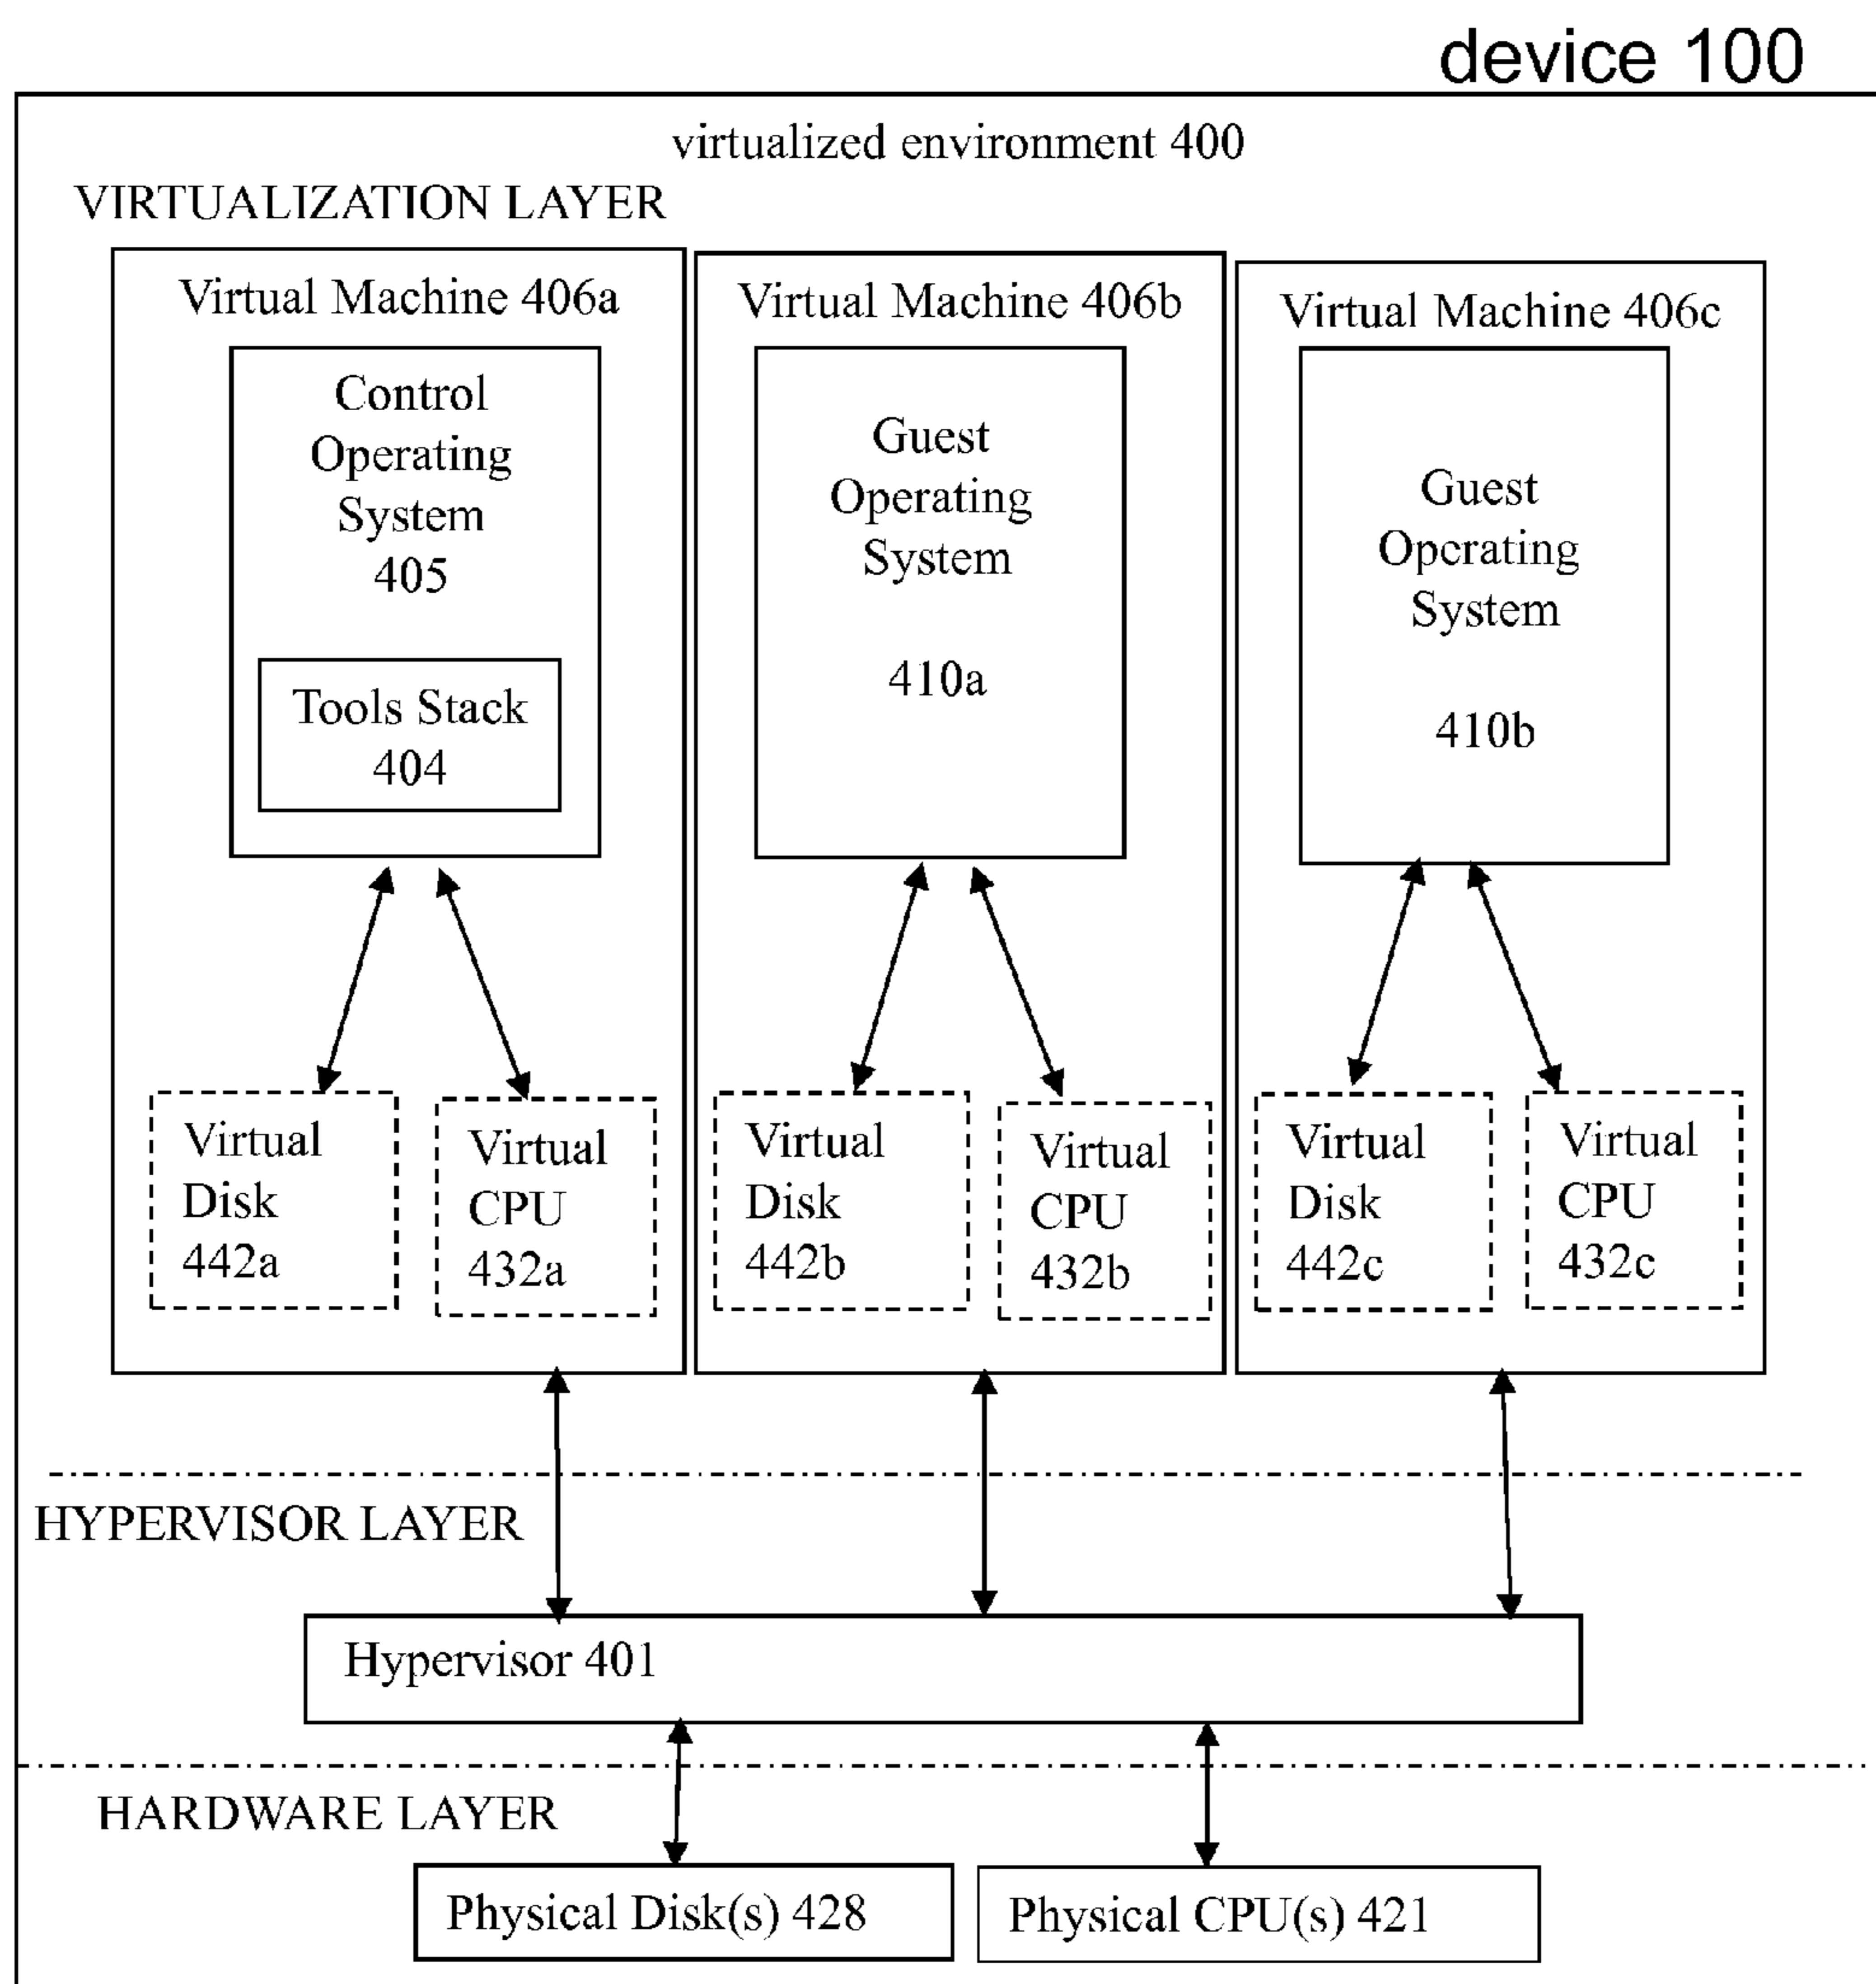 device 100
virtualized environment 400
VIRTUALIZATION LAYER
Virtual Machine 406a
Control
Operating
System
405
Tools Stack
404
Virtual
Disk
442a
Virtual
CPU
432a
Virtual Machine 406b
Guest
Operating
System
410a
Virtual
Disk
442b
Virtual
CPU
432b
Virtual Machine 406c
Guest
Operating
System
410b
Virtual
Disk
442c
Virtual
CPU
432c
HYPERVISOR LAYER
Hypervisor 401
HARDWARE LAYER
Physical Disk(s) 428
Physical CPU(s) 421